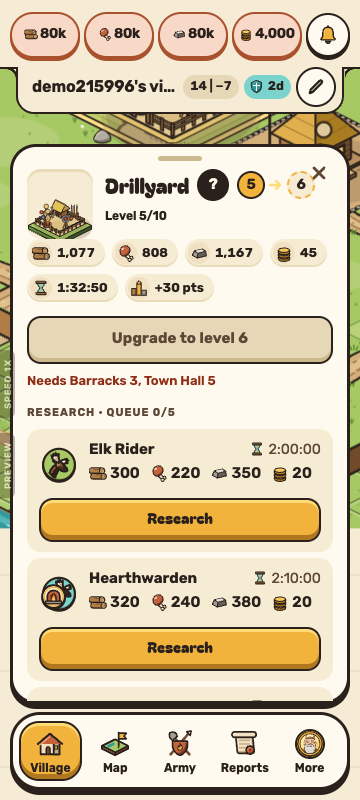 80k 80k 80k 4,000
demo215996's vi... 14 | −7 2d
Drillyard ? 5 → 6
Level 5/10
1,077 808 1,167 45
1:32:50 +30 pts
Upgrade to level 6
Needs Barracks 3, Town Hall 5
SPEED 1X
RESEARCH • QUEUE 0/5
PREVIEW
Elk Rider 2:00:00
300 220 350 20
Research
Hearthwarden 2:10:00
320 240 380 20
Research
Village Map Army Reports More